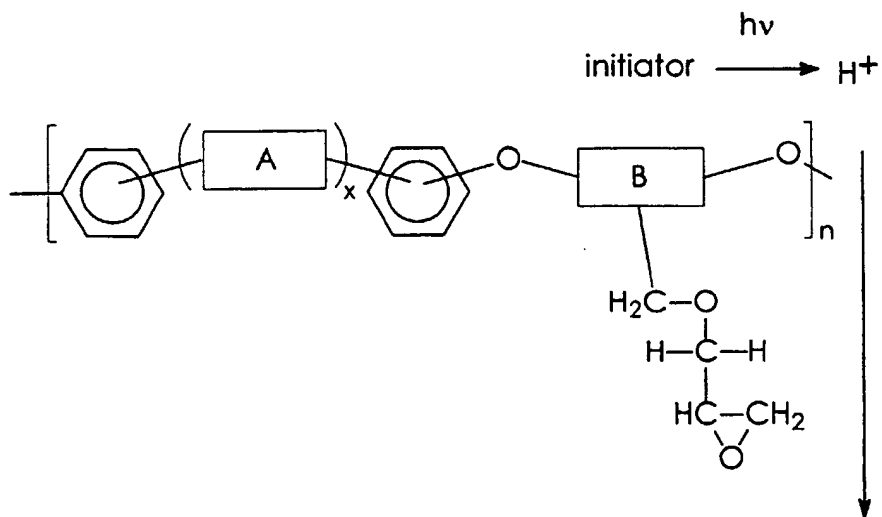 hν
initiator H+
A x O B O n
H2C–O
H–C–H
HC–CH2
O